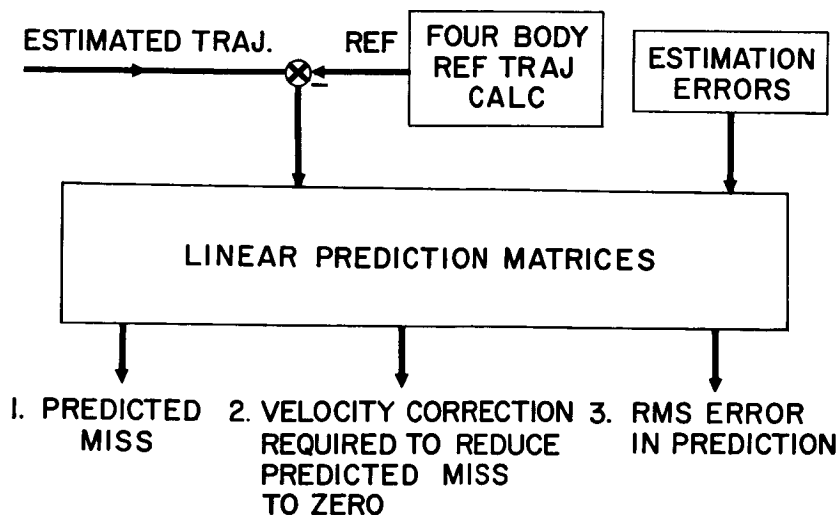 ESTIMATED TRAJ.
REF
FOUR BODY
REF TRAJ
CALC
ESTIMATION
ERRORS
LINEAR PREDICTION MATRICES
1. PREDICTED
MISS
2. VELOCITY CORRECTION
REQUIRED TO REDUCE
PREDICTED MISS
TO ZERO
3. RMS ERROR
IN PREDICTION